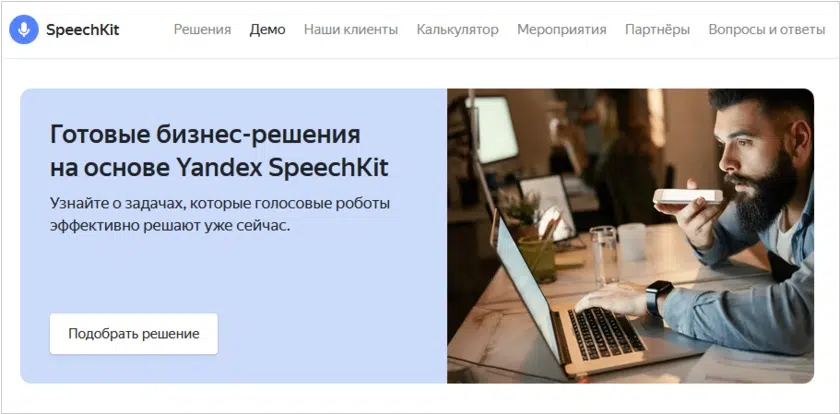 SpeechKit Решения Демо Наши клиенты Калькулятор Мероприятия Партнёры Вопросы и ответы
Готовые бизнес-решения
на основе Yandex SpeechKit
Узнайте о задачах, которые голосовые роботы
эффективно решают уже сейчас.
Подобрать решение